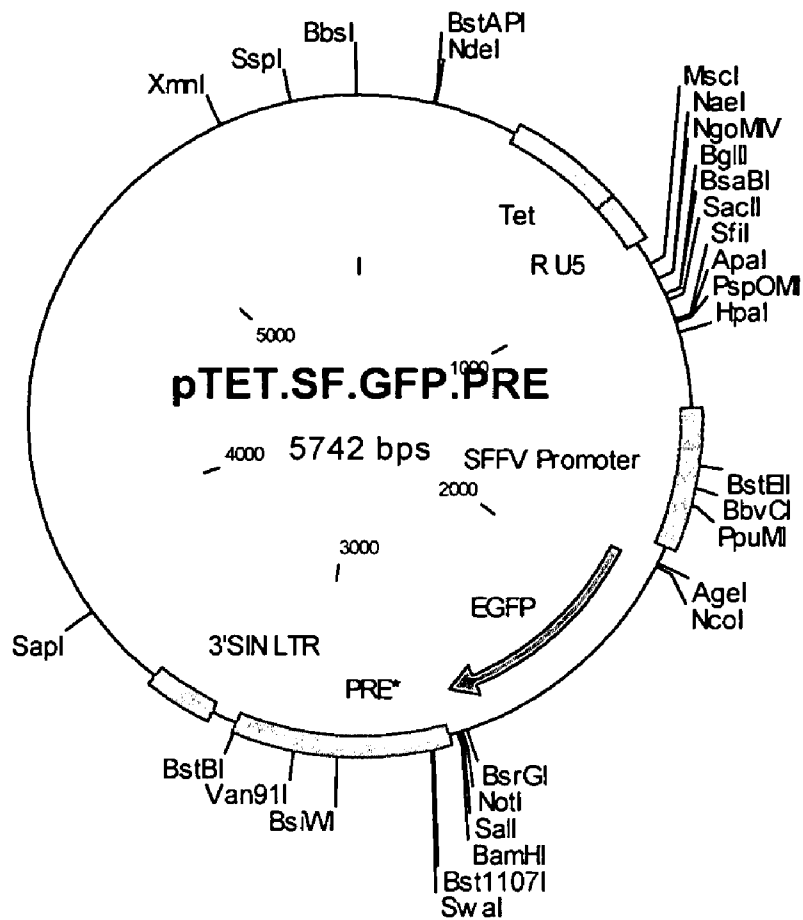 BstAPI
NdeI
BbsI
SspI
XmnI
MscI
NaeI
NgoMIV
BglII
BsaBI
SacII
SfiI
ApaI
PspOMI
HpaI
Tet
R U5
1
5000
1000
pTET.SF.GFP.PRE
4000
5742 bps
SFFV Promoter
2000
3000
BstEII
BbvCI
PpuMI
AgeI
NcoI
EGFP
SapI
3'SIN LTR
PRE*
BstBI
Van91I
BsiWI
BsrGI
NotI
SalI
BamHI
Bst1107I
SwaI